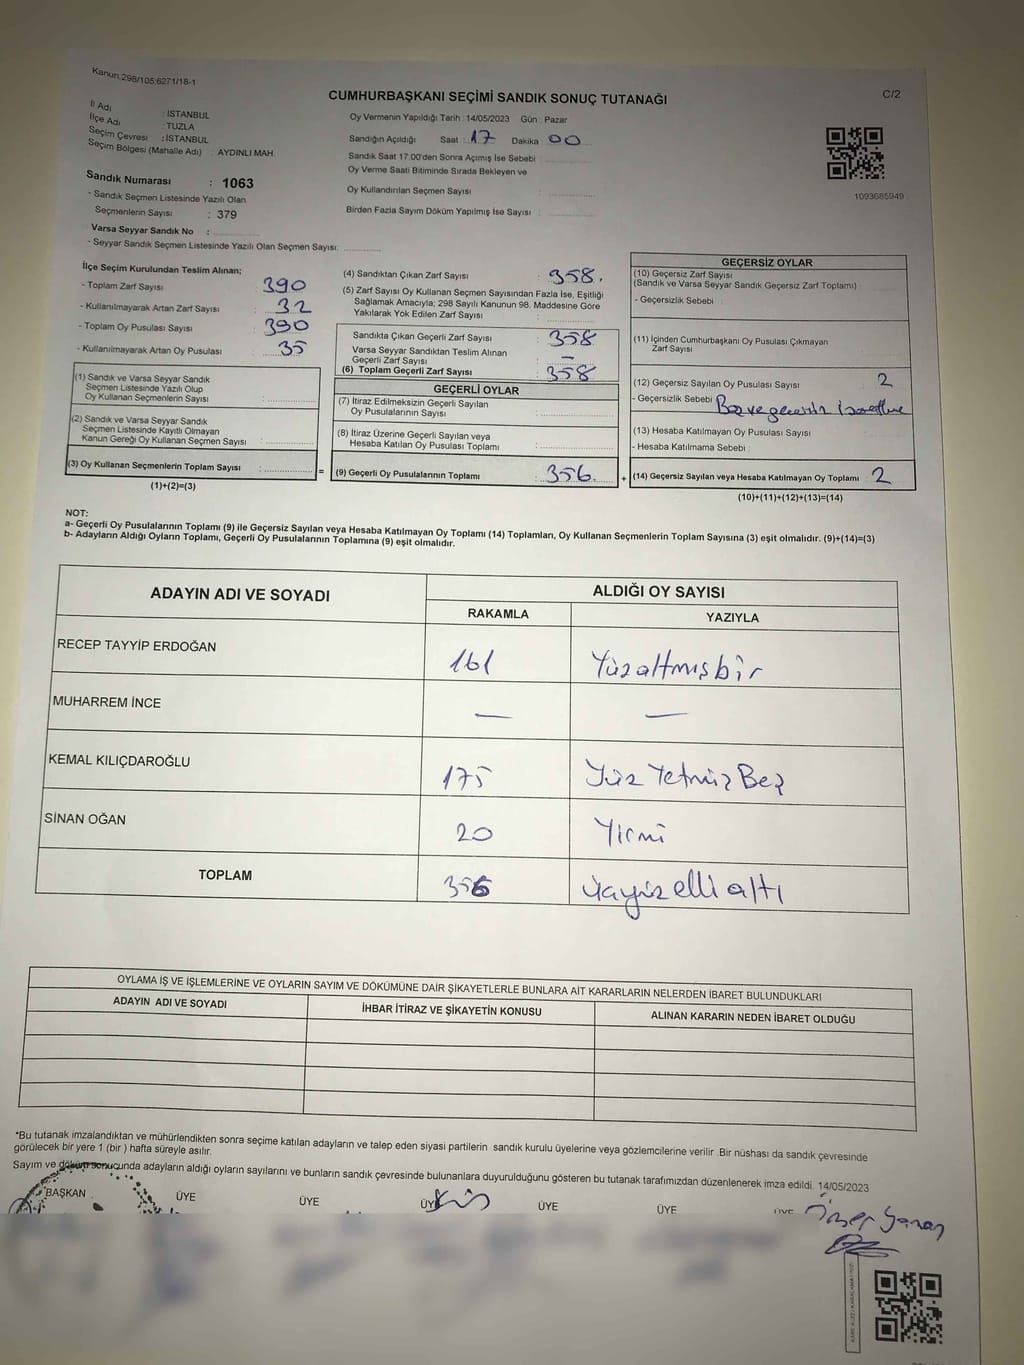 Kanun:298/105:6271/18-1
C/2
CUMHURBAŞKANI SEÇİMİ SANDIK SONUÇ TUTANAĞI
İl Adı : İSTANBUL
İlçe Adı : TUZLA
Seçim Çevresi : İSTANBUL
Seçim Bölgesi (Mahalle Adı) : AYDINLI MAH.
Sandık Numarası : 1063
- Sandık Seçmen Listesinde Yazılı Olan
Seçmenlerin Sayısı : 379
Varsa Seyyar Sandık No :
- Seyyar Sandık Seçmen Listesinde Yazılı Olan Seçmen Sayısı:
Oy Vermenin Yapıldığı Tarih : 14/05/2023 Gün : Pazar
Sandığın Açıldığı Saat : 17 Dakika 00
Sandık Saat 17.00'den Sonra Açımış İse Sebebi
Oy Verme Saati Bitiminde Sırada Bekleyen ve
Oy Kullandırılan Seçmen Sayısı :
Birden Fazla Sayım Döküm Yapılmış İse Sayısı :
1093685949
İlçe Seçim Kurulundan Teslim Alınan;
- Toplam Zarf Sayısı : 390
- Kullanılmayarak Artan Zarf Sayısı : 32
- Toplam Oy Pusulası Sayısı : 390
- Kullanılmayarak Artan Oy Pusulası : 35
(1) Sandık ve Varsa Seyyar Sandık
Seçmen Listesinde Yazılı Olup
Oy Kullanan Seçmenlerin Sayısı :
(2) Sandık ve Varsa Seyyar Sandık
Seçmen Listesinde Kayıtlı Olmayan
Kanun Gereği Oy Kullanan Seçmen Sayısı :
(3) Oy Kullanan Seçmenlerin Toplam Sayısı :
(1)+(2)=(3)
=
(4) Sandıktan Çıkan Zarf Sayısı : 358.
(5) Zarf Sayısı Oy Kullanan Seçmen Sayısından Fazla İse, Eşitliği
Sağlamak Amacıyla; 298 Sayılı Kanunun 98. Maddesine Göre
Yakılarak Yok Edilen Zarf Sayısı :
Sandıkta Çıkan Geçerli Zarf Sayısı : 358
Varsa Seyyar Sandıktan Teslim Alınan
Geçerli Zarf Sayısı : —
(6) Toplam Geçerli Zarf Sayısı : 358
GEÇERLİ OYLAR
(7) İtiraz Edilmeksizin Geçerli Sayılan
Oy Pusulalarının Sayısı :
(8) İtiraz Üzerine Geçerli Sayılan veya
Hesaba Katılan Oy Pusulası Toplamı :
(9) Geçerli Oy Pusulalarının Toplamı : 356.
+
GEÇERSİZ OYLAR
(10) Geçersiz Zarf Sayısı
(Sandık ve Varsa Seyyar Sandık Geçersiz Zarf Toplamı) :
- Geçersizlik Sebebi :
(11) İçinden Cumhurbaşkanı Oy Pusulası Çıkmayan
Zarf Sayısı :
(12) Geçersiz Sayılan Oy Pusulası Sayısı : 2
- Geçersizlik Sebebi :
(13) Hesaba Katılmayan Oy Pusulası Sayısı :
- Hesaba Katılmama Sebebi :
(14) Geçersiz Sayılan veya Hesaba Katılmayan Oy Toplamı : 2
(10)+(11)+(12)+(13)=(14)
NOT:
a- Geçerli Oy Pusulalarının Toplamı (9) ile Geçersiz Sayılan veya Hesaba Katılmayan Oy Toplamı (14) Toplamları, Oy Kullanan Seçmenlerin Toplam Sayısına (3) eşit olmalıdır. (9)+(14)=(3)
b- Adayların Aldığı Oyların Toplamı, Geçerli Oy Pusulalarının Toplamına (9) eşit olmalıdır.
ADAYIN ADI VE SOYADI
ALDIĞI OY SAYISI
RAKAMLA YAZIYLA
RECEP TAYYİP ERDOĞAN 161 Yüzaltmışbir
MUHARREM İNCE — —
KEMAL KILIÇDAROĞLU 175 Yüz Yetmiş Beş
SİNAN OĞAN 20 Yirmi
TOPLAM 356 üçyüz elli altı
OYLAMA İŞ VE İŞLEMLERİNE VE OYLARIN SAYIM VE DÖKÜMÜNE DAİR ŞİKAYETLERLE BUNLARA AİT KARARLARIN NELERDEN İBARET BULUNDUKLARI
ADAYIN ADI VE SOYADI İHBAR İTİRAZ VE ŞİKAYETİN KONUSU ALINAN KARARIN NEDEN İBARET OLDUĞU
*Bu tutanak imzalandıktan ve mühürlendikten sonra seçime katılan adayların ve talep eden siyasi partilerin sandık kurulu üyelerine veya gözlemcilerine verilir .Bir nüshası da sandık çevresinde
görülecek bir yere 1 (bir ) hafta süreyle asılır.
Sayım ve döküm sonucunda adayların aldığı oyların sayılarını ve bunların sandık çevresinde bulunanlara duyurulduğunu gösteren bu tutanak tarafımızdan düzenlenerek imza edildi. 14/05/2023
BAŞKAN ÜYE ÜYE ÜYE ÜYE ÜYE ÜYE